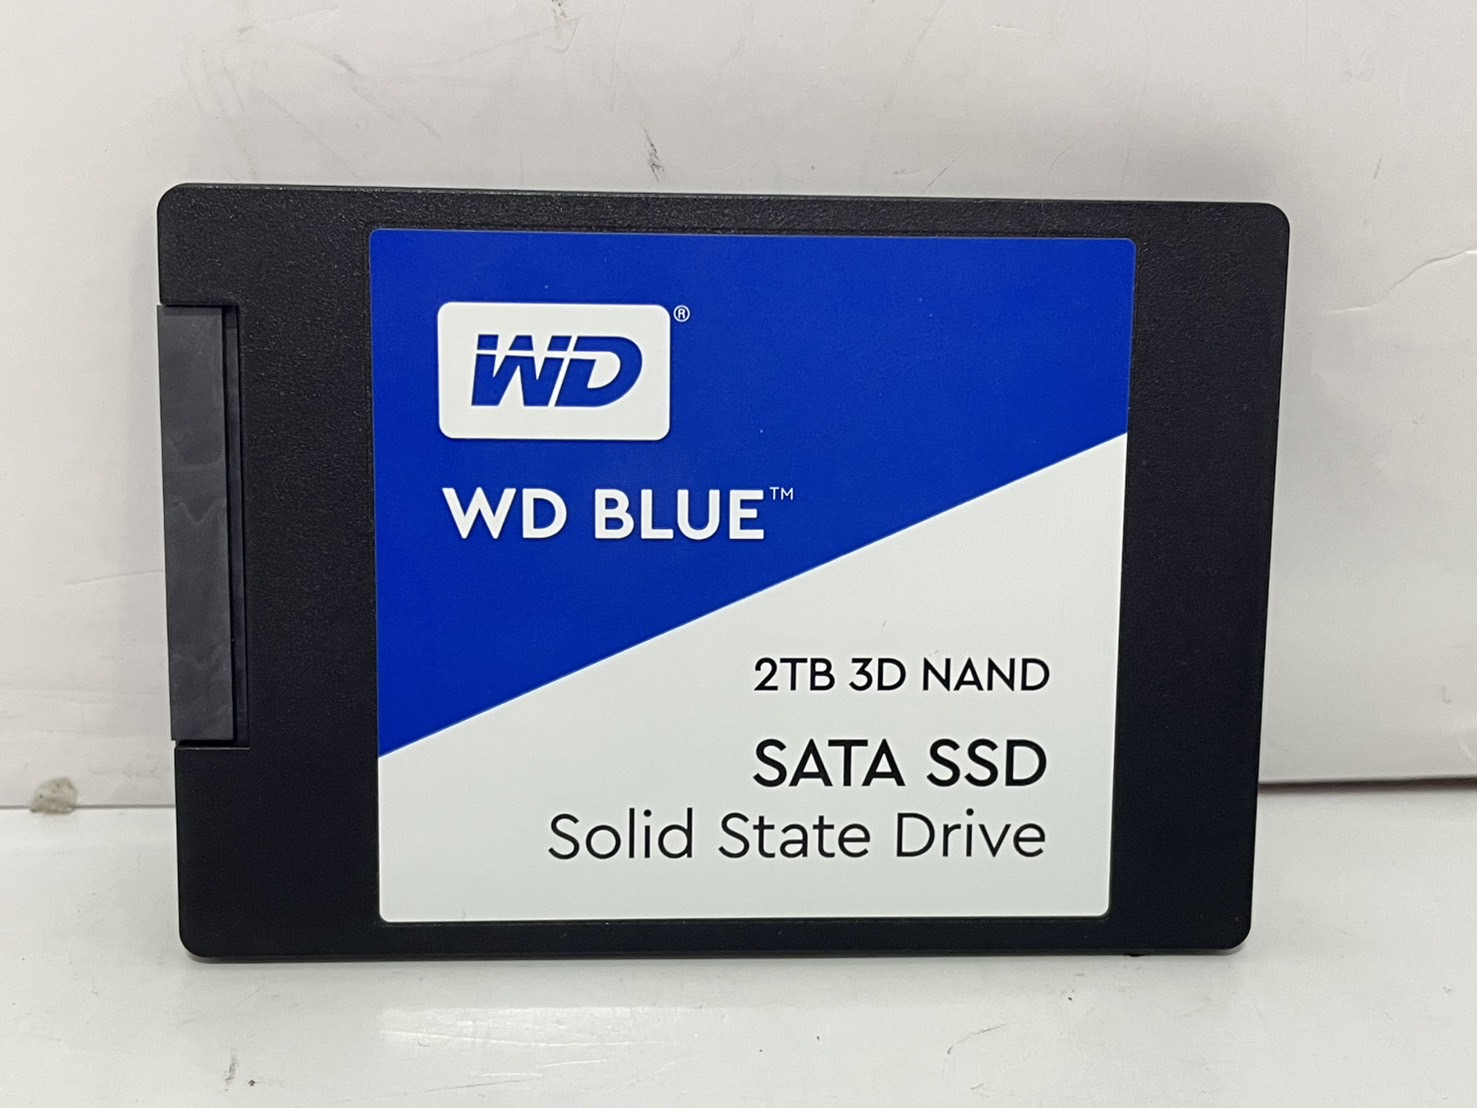 WD®
WD BLUE™
2TB 3D NAND
SATA SSD
Solid State Drive